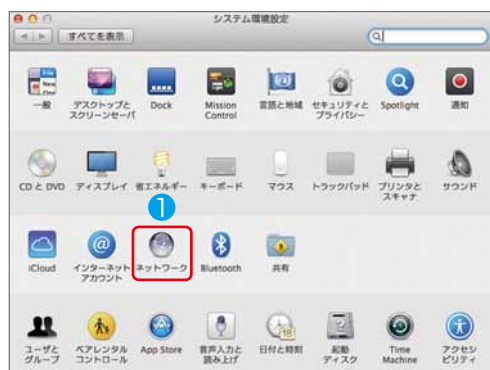 システム環境設定
すべてを表示
一般 デスクトップと スクリーンセーバ Dock Mission Control 言語と地域 セキュリティと プライバシー Spotlight 通知
CD と DVD ディスプレイ 省エネルギー キーボード マウス トラックパッド プリンタと スキャナ サウンド
1
iCloud インターネット アカウント ネットワーク Bluetooth 共有
ユーザと グループ ペアレンタル コントロール App Store 音声入力と 読み上げ 日付と時刻 起動 ディスク Time Machine アクセシ ビリティ